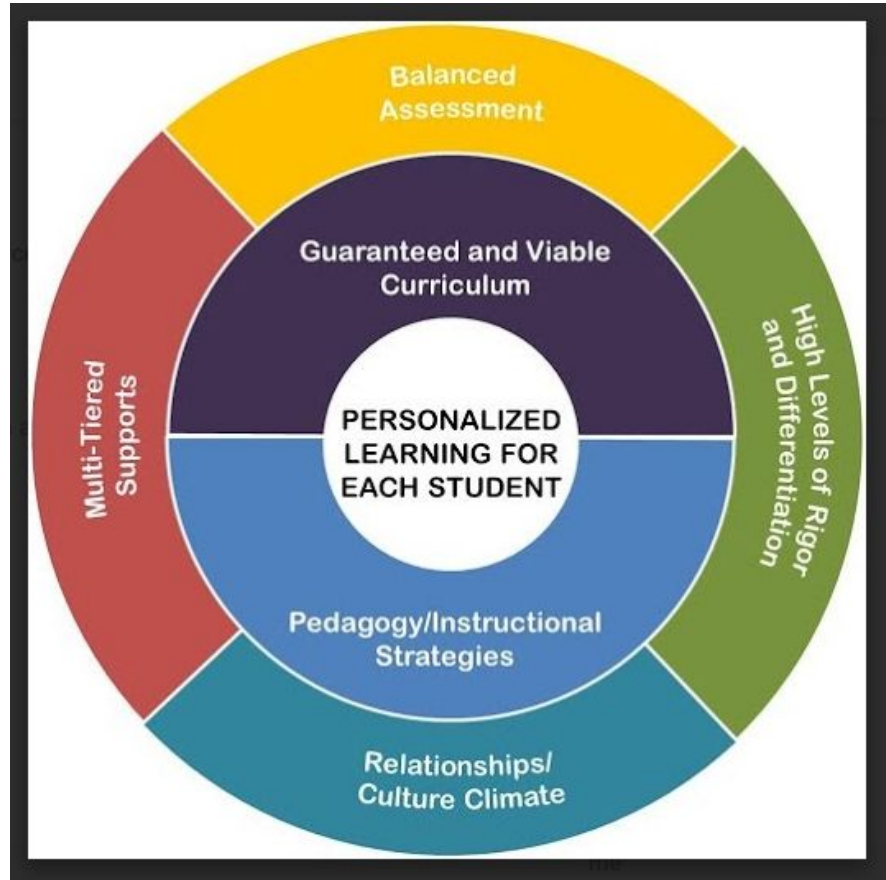 Balanced
Assessment
Guaranteed and Viable
Curriculum
High Levels of Rigor
and Differentiation
Multi-Tiered
Supports
PERSONALIZED
LEARNING FOR
EACH STUDENT
Pedagogy/Instructional
Strategies
Relationships/
Culture Climate